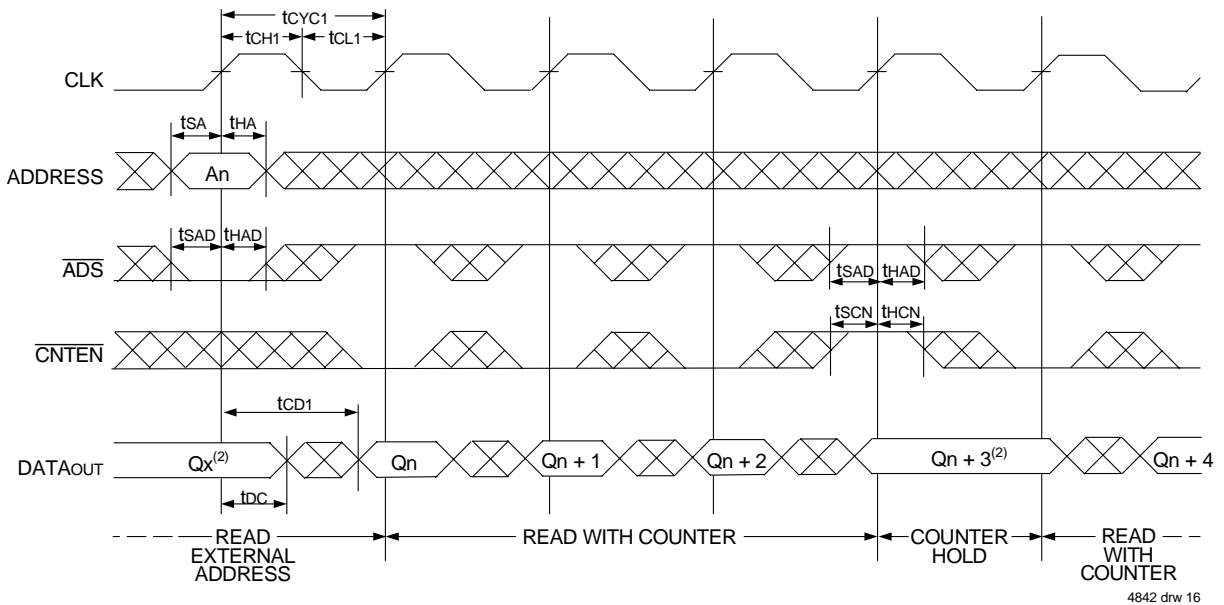 tCYC1
tCH1 tCL1
CLK
tSA tHA
ADDRESS An
tSAD tHAD
ADS
tSAD tHAD
tSCN tHCN
CNTEN
tCD1
DATAOUT Qx(2) Qn Qn + 1 Qn + 2 Qn + 3(2) Qn + 4
tDC
READ EXTERNAL ADDRESS
READ WITH COUNTER
COUNTER HOLD
READ WITH COUNTER
4842 drw 16